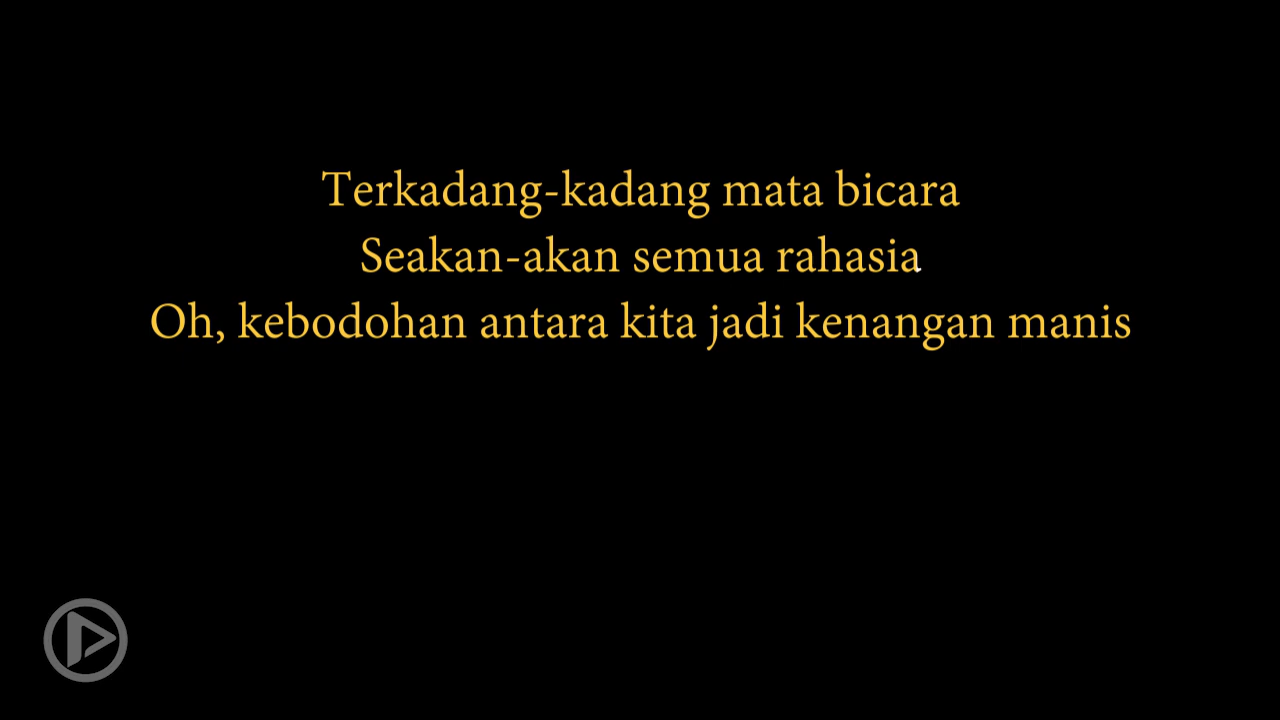 Terkadang-kadang mata bicara
Seakan-akan semua rahasia
Oh, kebodohan antara kita jadi kenangan manis